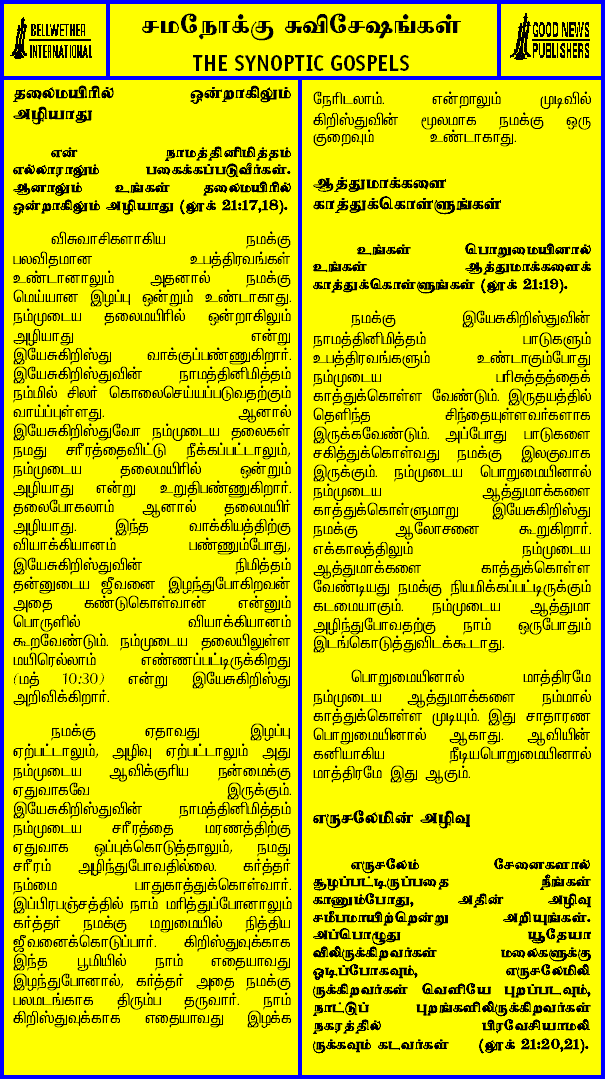 BELLWETHER
INTERNATIONAL
சமநோக்கு சுவிசேஷங்கள்
THE SYNOPTIC GOSPELS
GOOD NEWS
PUBLISHERS
தலைமயிரில் ஒன்றாகிலும்
அழியாது
என் நாமத்தினிமித்தம்
எல்லாராலும் பகைக்கப்படுவீர்கள்.
ஆனாலும் உங்கள் தலைமயிரில்
ஒன்றாகிலும் அழியாது (லூக் 21:17,18).
விசுவாசிகளாகிய நமக்கு
பலவிதமான உபத்திரவங்கள்
உண்டானாலும் அதனால் நமக்கு
மெய்யான இழப்பு ஒன்றும் உண்டாகாது.
நம்முடைய தலைமயிரில் ஒன்றாகிலும்
அழியாது என்று
இயேசுகிறிஸ்து வாக்குப்பண்ணுகிறார்.
இயேசுகிறிஸ்துவின் நாமத்தினிமித்தம்
நம்மில் சிலர் கொலைசெய்யப்படுவதற்கும்
வாய்ப்புள்ளது. ஆனால்
இயேசுகிறிஸ்துவோ நம்முடைய தலைகள்
நமது சரீரத்தைவிட்டு நீக்கப்பட்டாலும்,
நம்முடைய தலைமயிரில் ஒன்றும்
அழியாது என்று உறுதிபண்ணுகிறார்.
தலைபோகலாம் ஆனால் தலைமயிர்
அழியாது. இந்த வாக்கியத்திற்கு
வியாக்கியானம் பண்ணும்போது,
இயேசுகிறிஸ்துவின் நிமித்தம்
தன்னுடைய ஜீவனை இழந்துபோகிறவன்
அதை கண்டுகொள்வான் என்னும்
பொருளில் வியாக்கியானம்
கூறவேண்டும். நம்முடைய தலையிலுள்ள
மயிரெல்லாம் எண்ணப்பட்டிருக்கிறது
(மத் 10:30) என்று இயேசுகிறிஸ்து
அறிவிக்கிறார்.
நமக்கு ஏதாவது இழப்பு
ஏற்பட்டாலும், அழிவு ஏற்பட்டாலும் அது
நம்முடைய ஆவிக்குரிய நன்மைக்கு
ஏதுவாகவே இருக்கும்.
இயேசுகிறிஸ்துவின் நாமத்தினிமித்தம்
நம்முடைய சரீரத்தை மரணத்திற்கு
ஏதுவாக ஒப்புக்கொடுத்தாலும், நமது
சரீரம் அழிந்துபோவதில்லை. கர்த்தர்
நம்மை பாதுகாத்துக்கொள்வார்.
இப்பிரபஞ்சத்தில் நாம் மரித்துப்போனாலும்
கர்த்தர் நமக்கு மறுமையில் நித்திய
ஜீவனைக்கொடுப்பார். கிறிஸ்துவுக்காக
இந்த பூமியில் நாம் எதையாவது
இழந்துபோனால், கர்த்தர் அதை நமக்கு
பலமடங்காக திரும்ப தருவார். நாம்
கிறிஸ்துவுக்காக எதையாவது இழக்க
நேரிடலாம். என்றாலும் முடிவில்
கிறிஸ்துவின் மூலமாக நமக்கு ஒரு
குறைவும் உண்டாகாது.
ஆத்துமாக்களை
காத்துக்கொள்ளுங்கள்
உங்கள் பொறுமையினால்
உங்கள் ஆத்துமாக்களைக்
காத்துக்கொள்ளுங்கள் (லூக் 21:19).
நமக்கு இயேசுகிறிஸ்துவின்
நாமத்தினிமித்தம் பாடுகளும்
உபத்திரவங்களும் உண்டாகும்போது
நம்முடைய பரிசுத்தத்தைக்
காத்துக்கொள்ள வேண்டும். இருதயத்தில்
தெளிந்த சிந்தையுள்ளவர்களாக
இருக்கவேண்டும். அப்போது பாடுகளை
சகித்துக்கொள்வது நமக்கு இலகுவாக
இருக்கும். நம்முடைய பொறுமையினால்
நம்முடைய ஆத்துமாக்களை
காத்துக்கொள்ளுமாறு இயேசுகிறிஸ்து
நமக்கு ஆலோசனை கூறுகிறார்.
எக்காலத்திலும் நம்முடைய
ஆத்துமாக்களை காத்துக்கொள்ள
வேண்டியது நமக்கு நியமிக்கப்பட்டிருக்கும்
கடமையாகும். நம்முடைய ஆத்துமா
அழிந்துபோவதற்கு நாம் ஒருபோதும்
இடங்கொடுத்துவிடக்கூடாது.
பொறுமையினால் மாத்திரமே
நம்முடைய ஆத்துமாக்களை நம்மால்
காத்துக்கொள்ள முடியும். இது சாதாரண
பொறுமையினால் ஆகாது. ஆவியின்
கனியாகிய நீடியபொறுமையினால்
மாத்திரமே இது ஆகும்.
எருசலேமின் அழிவு
எருசலேம் சேனைகளால்
சூழப்பட்டிருப்பதை நீங்கள்
காணும்போது, அதின் அழிவு
சமீபமாயிற்றென்று அறியுங்கள்.
அப்பொழுது யூதேயா
விலிருக்கிறவர்கள் மலைகளுக்கு
ஓடிப்போகவும், எருசலேமிலி
ருக்கிறவர்கள் வெளியே புறப்படவும்,
நாட்டுப் புறங்களிலிருக்கிறவர்கள்
நகரத்தில் பிரவேசியாமலி
ருக்கவும் கடவர்கள் (லூக் 21:20,21).